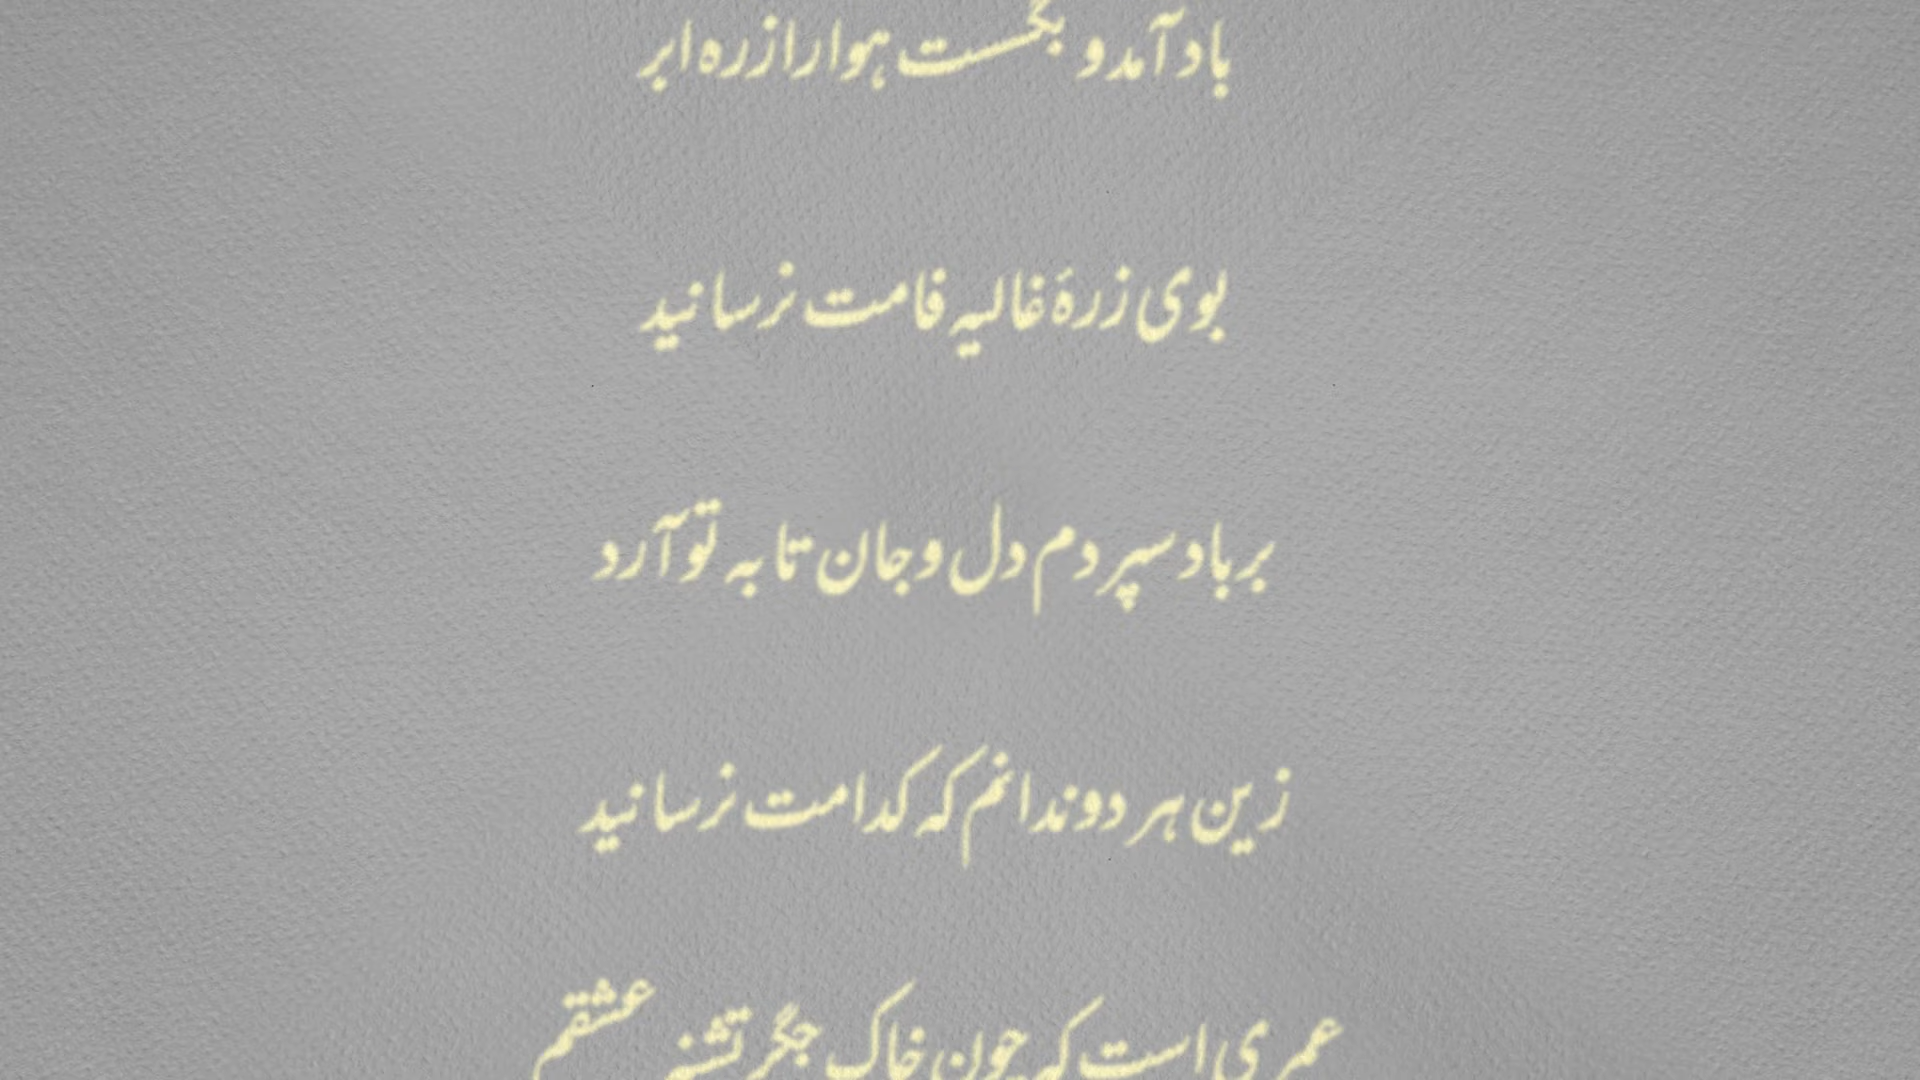 باد آمد و بگسست هوا را زره ابر
بوی زرهٔ غالیه فامت نرسانید
بر باد سپردم دل و جان تا به تو آرد
زین هر دو ندانم که کدامت نرسانید
عمری است که چون خاک جگر تشنه عشقم